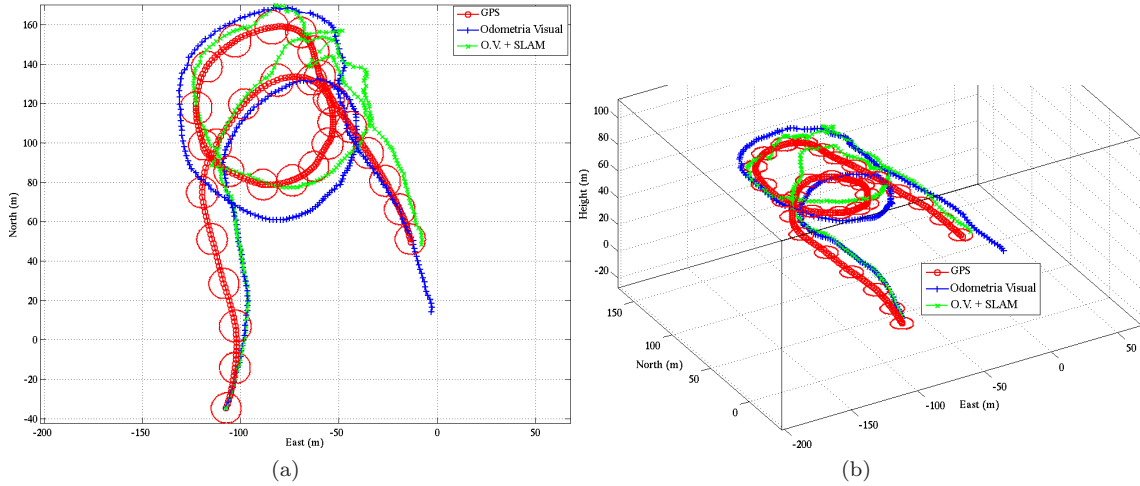 GPS
Odometria Visual
O.V. + SLAM
North (m)
160
140
120
100
80
60
40
20
0
-20
-40
-200
-150
-100
-50
0
50
East (m)
(a)
Height (m)
100
80
60
40
20
0
-20
GPS
Odometria Visual
O.V. + SLAM
150
100
50
0
North (m)
-200
-150
-100
-50
0
50
East (m)
(b)